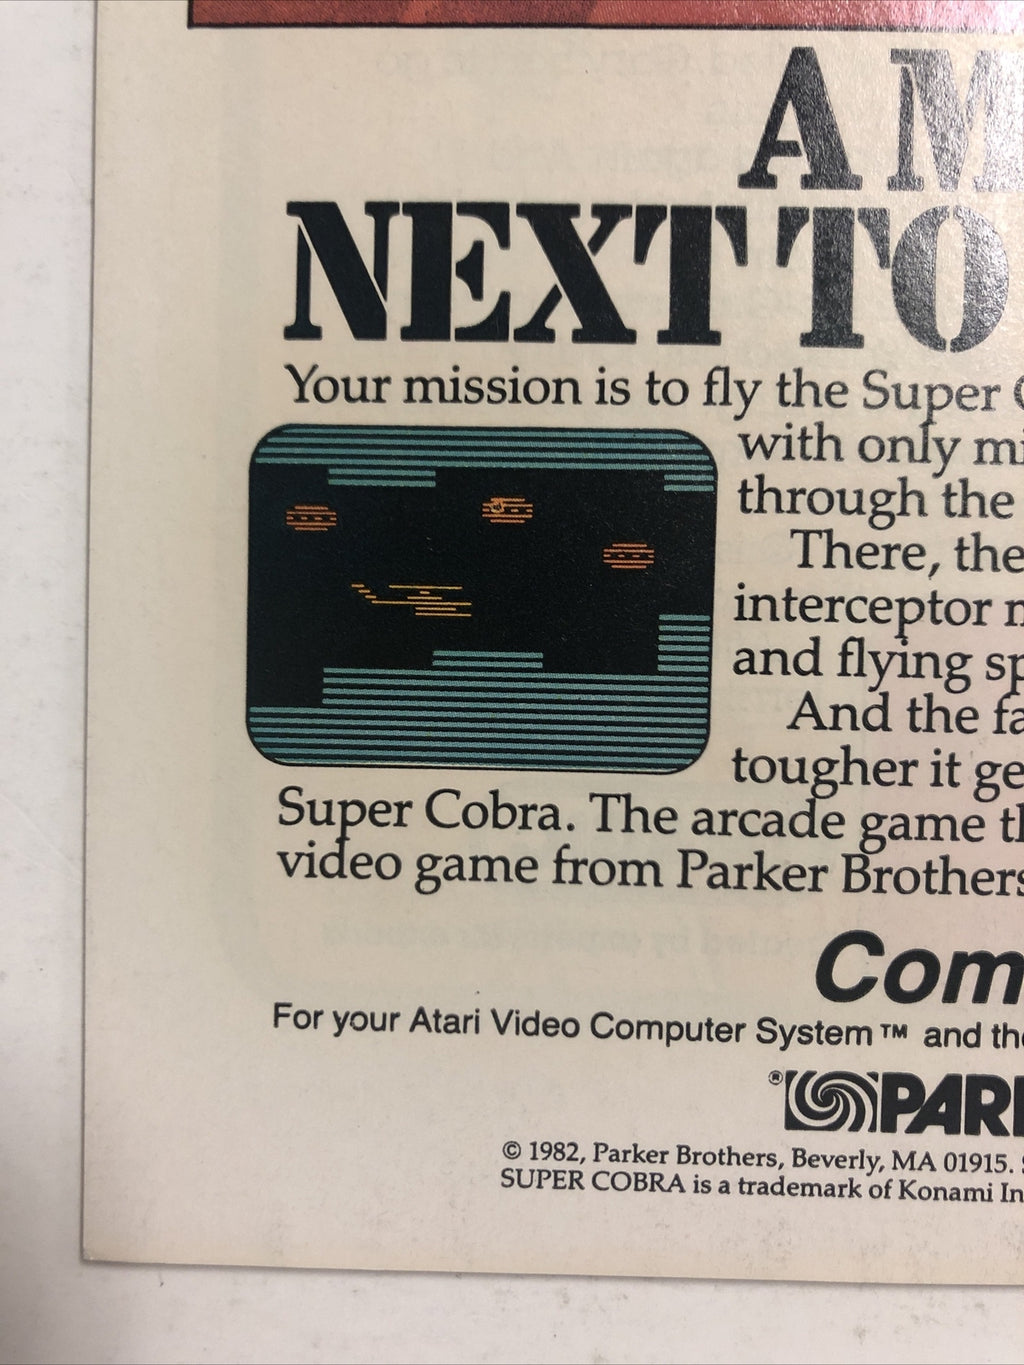 A M
NEXT TO
Your mission is to fly the Super
with only mi
through the
There, the
interceptor
and flying sp
And the fa
tougher it ge
Super Cobra. The arcade game th
video game from Parker Brothers
Com
For your Atari Video Computer System™ and the
® PARK
© 1982, Parker Brothers, Beverly, MA 01915.
SUPER COBRA is a trademark of Konami In